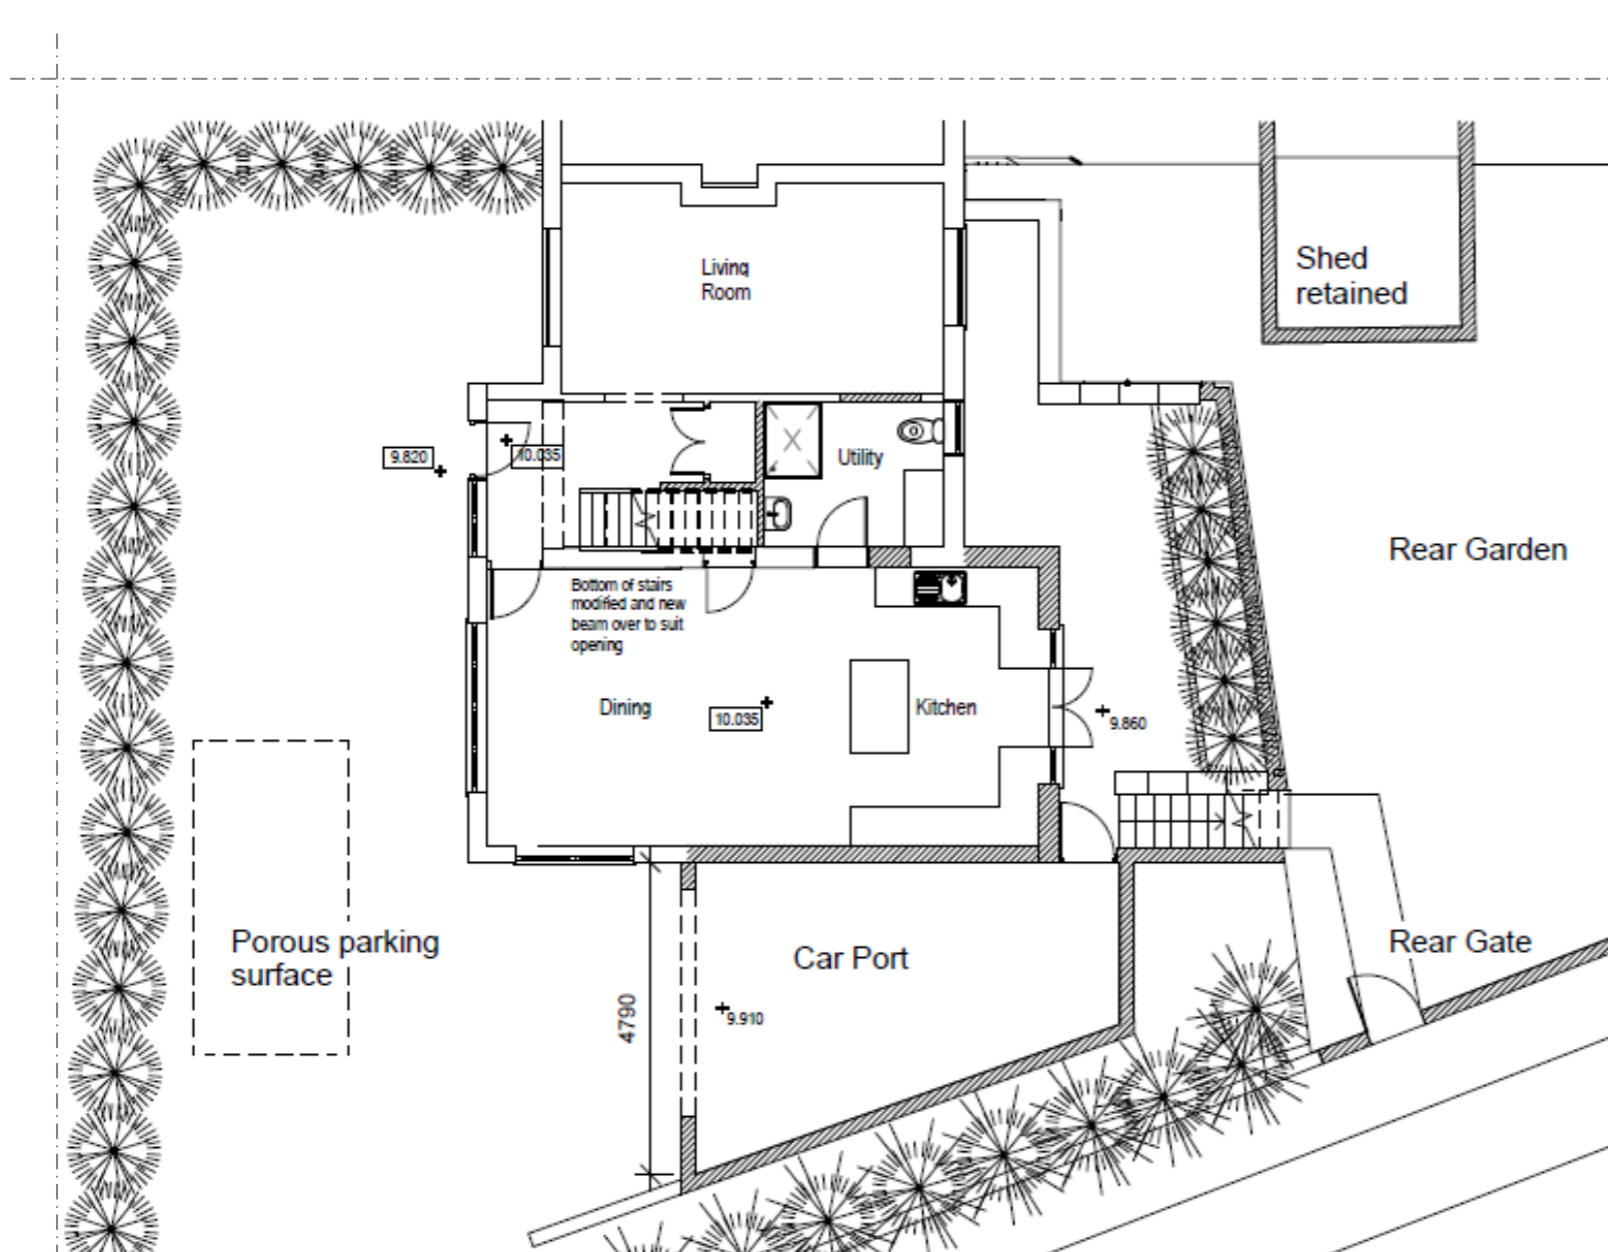 Living
Room
Shed
retained
9.820
10.035
Utility
Rear Garden
Bottom of stairs
modified and new
beam over to suit
opening
Dining
10.035
Kitchen
9.860
Porous parking
surface
Car Port
Rear Gate
4790
9.910